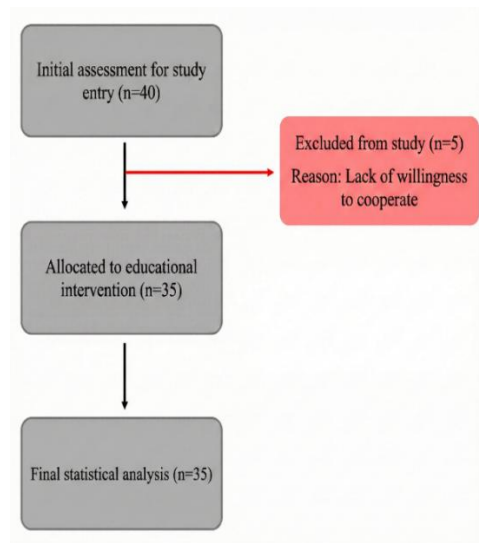 Initial assessment for study
entry (n=40)
Excluded from study (n=5)
Reason: Lack of willingness
to cooperate
Allocated to educational
intervention (n=35)
Final statistical analysis (n=35)